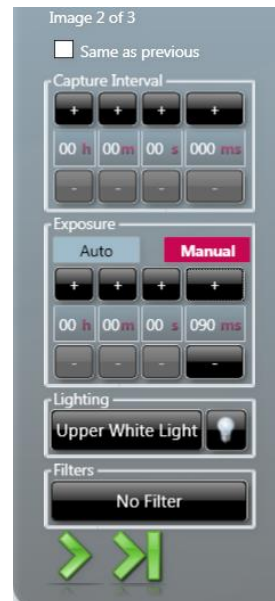 Image 2 of 3
Same as previous
Capture Interval
+ + + +
00 h 00 m 00 s 000 ms
- - - -
Exposure
Auto Manual
+ + + +
00 h 00 m 00 s 090 ms
- - - -
Lighting
Upper White Light
Filters
No Filter